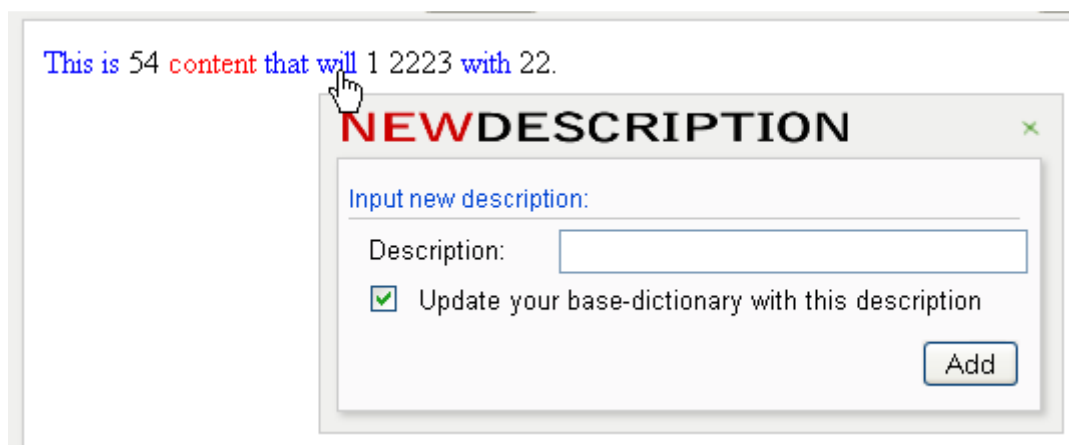 This is 54 content that will 1 2223 with 22.
NEWDESCRIPTION
Input new description:
Description:
Update your base-dictionary with this description
Add